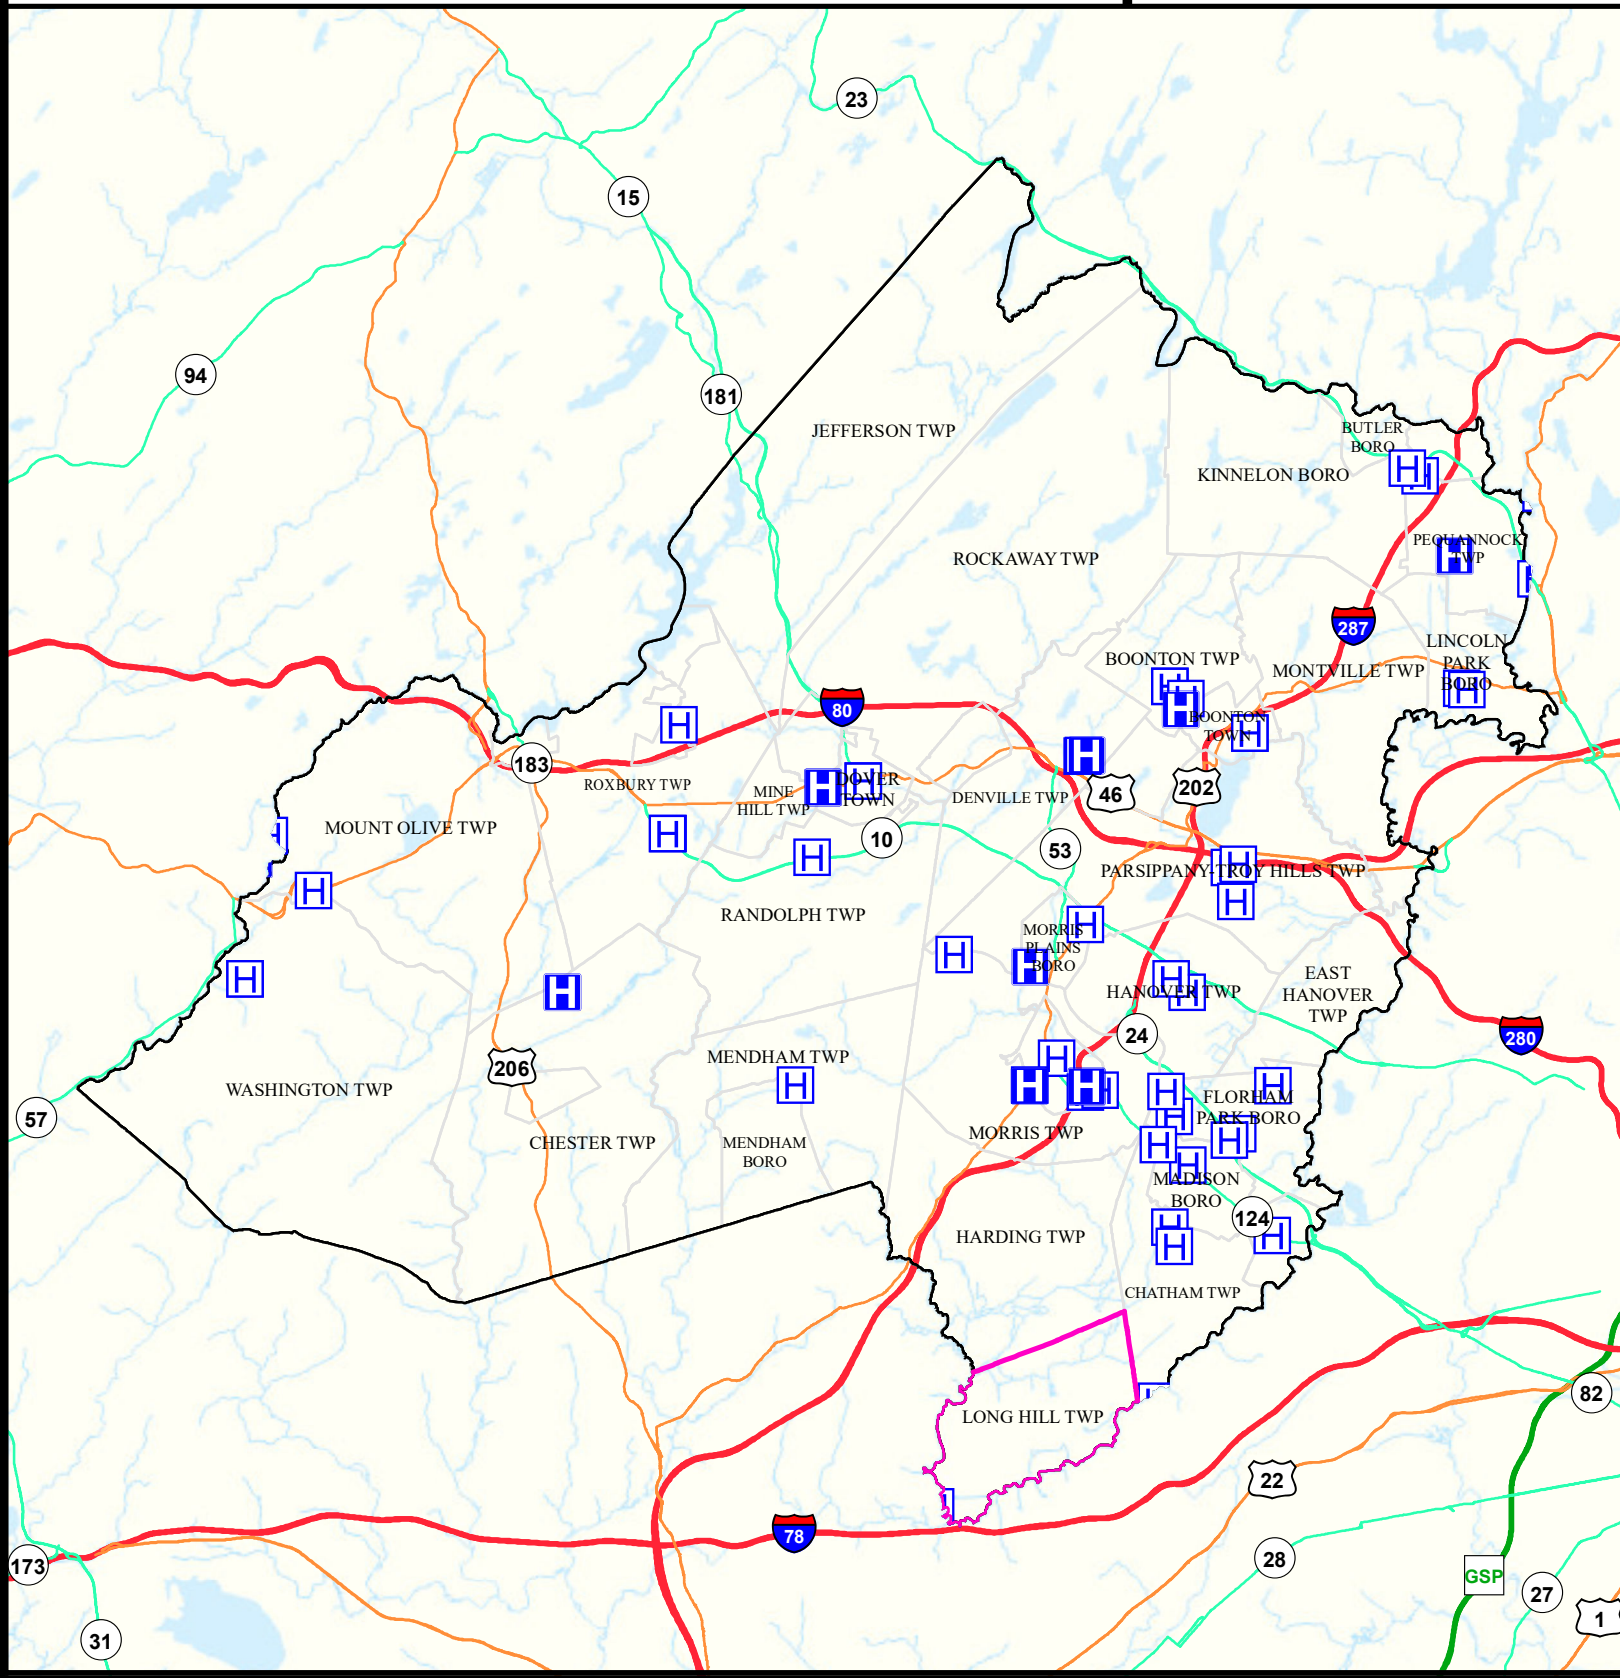 23
15
94
181
JEFFERSON TWP
BUTLER
BORO
KINNELON BORO
PEQUANNOCK
TWP
ROCKAWAY TWP
287
LINCOLN
PARK
BORO
BOONTON TWP
MONTVILLE TWP
H
H
H
H
H
H
H
H
H
BOONTON
TOWN
H
80
H
183
ROXBURY TWP
MINE
HILL TWP
H
H
DOVER
TOWN
DENVILLE TWP
H
46
202
MOUNT OLIVE TWP
H
H
10
53
PARSIPPANY-TROY HILLS TWP
H
H
H
RANDOLPH TWP
H
H
MORRIS
PLAINS
BORO
H
H
H
H
HANOVER TWP
H
H
EAST
HANOVER
TWP
24
280
206
MENDHAM TWP
H
WASHINGTON TWP
57
CHESTER TWP
MENDHAM
BORO
H
H
H
H
MORRIS TWP
H
H
H
FLORHAM
PARK BORO
H
H
H
MADISON
BORO
124
H
H
H
HARDING TWP
CHATHAM TWP
LONG HILL TWP
82
22
78
28
173
GSP
27
1
31